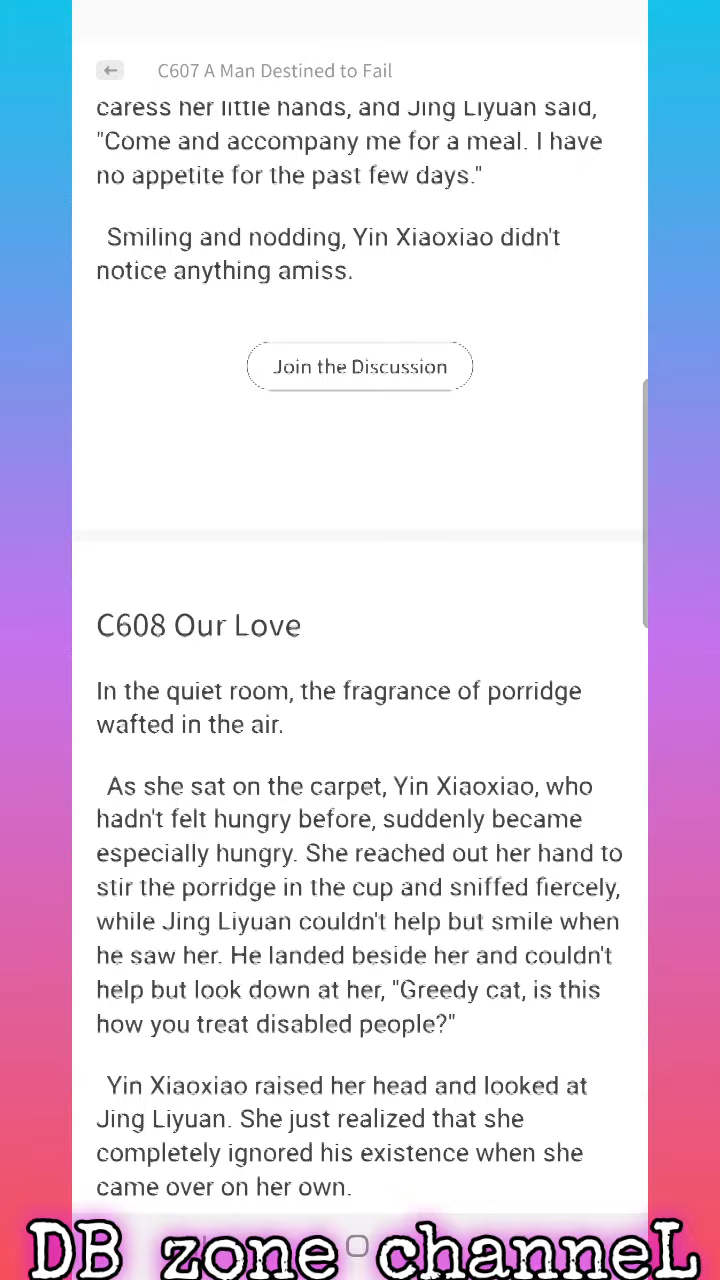 C607 A Man Destined to Fail
caress her little hands, and Jing Liyuan said,
"Come and accompany me for a meal. I have
no appetite for the past few days."
Smiling and nodding, Yin Xiaoxiao didn't
notice anything amiss.
Join the Discussion
C608 Our Love
In the quiet room, the fragrance of porridge
wafted in the air.
As she sat on the carpet, Yin Xiaoxiao, who
hadn't felt hungry before, suddenly became
especially hungry. She reached out her hand to
stir the porridge in the cup and sniffed fiercely,
while Jing Liyuan couldn't help but smile when
he saw her. He landed beside her and couldn't
help but look down at her, "Greedy cat, is this
how you treat disabled people?"
Yin Xiaoxiao raised her head and looked at
Jing Liyuan. She just realized that she
completely ignored his existence when she
came over on her own.
DB zone channeL